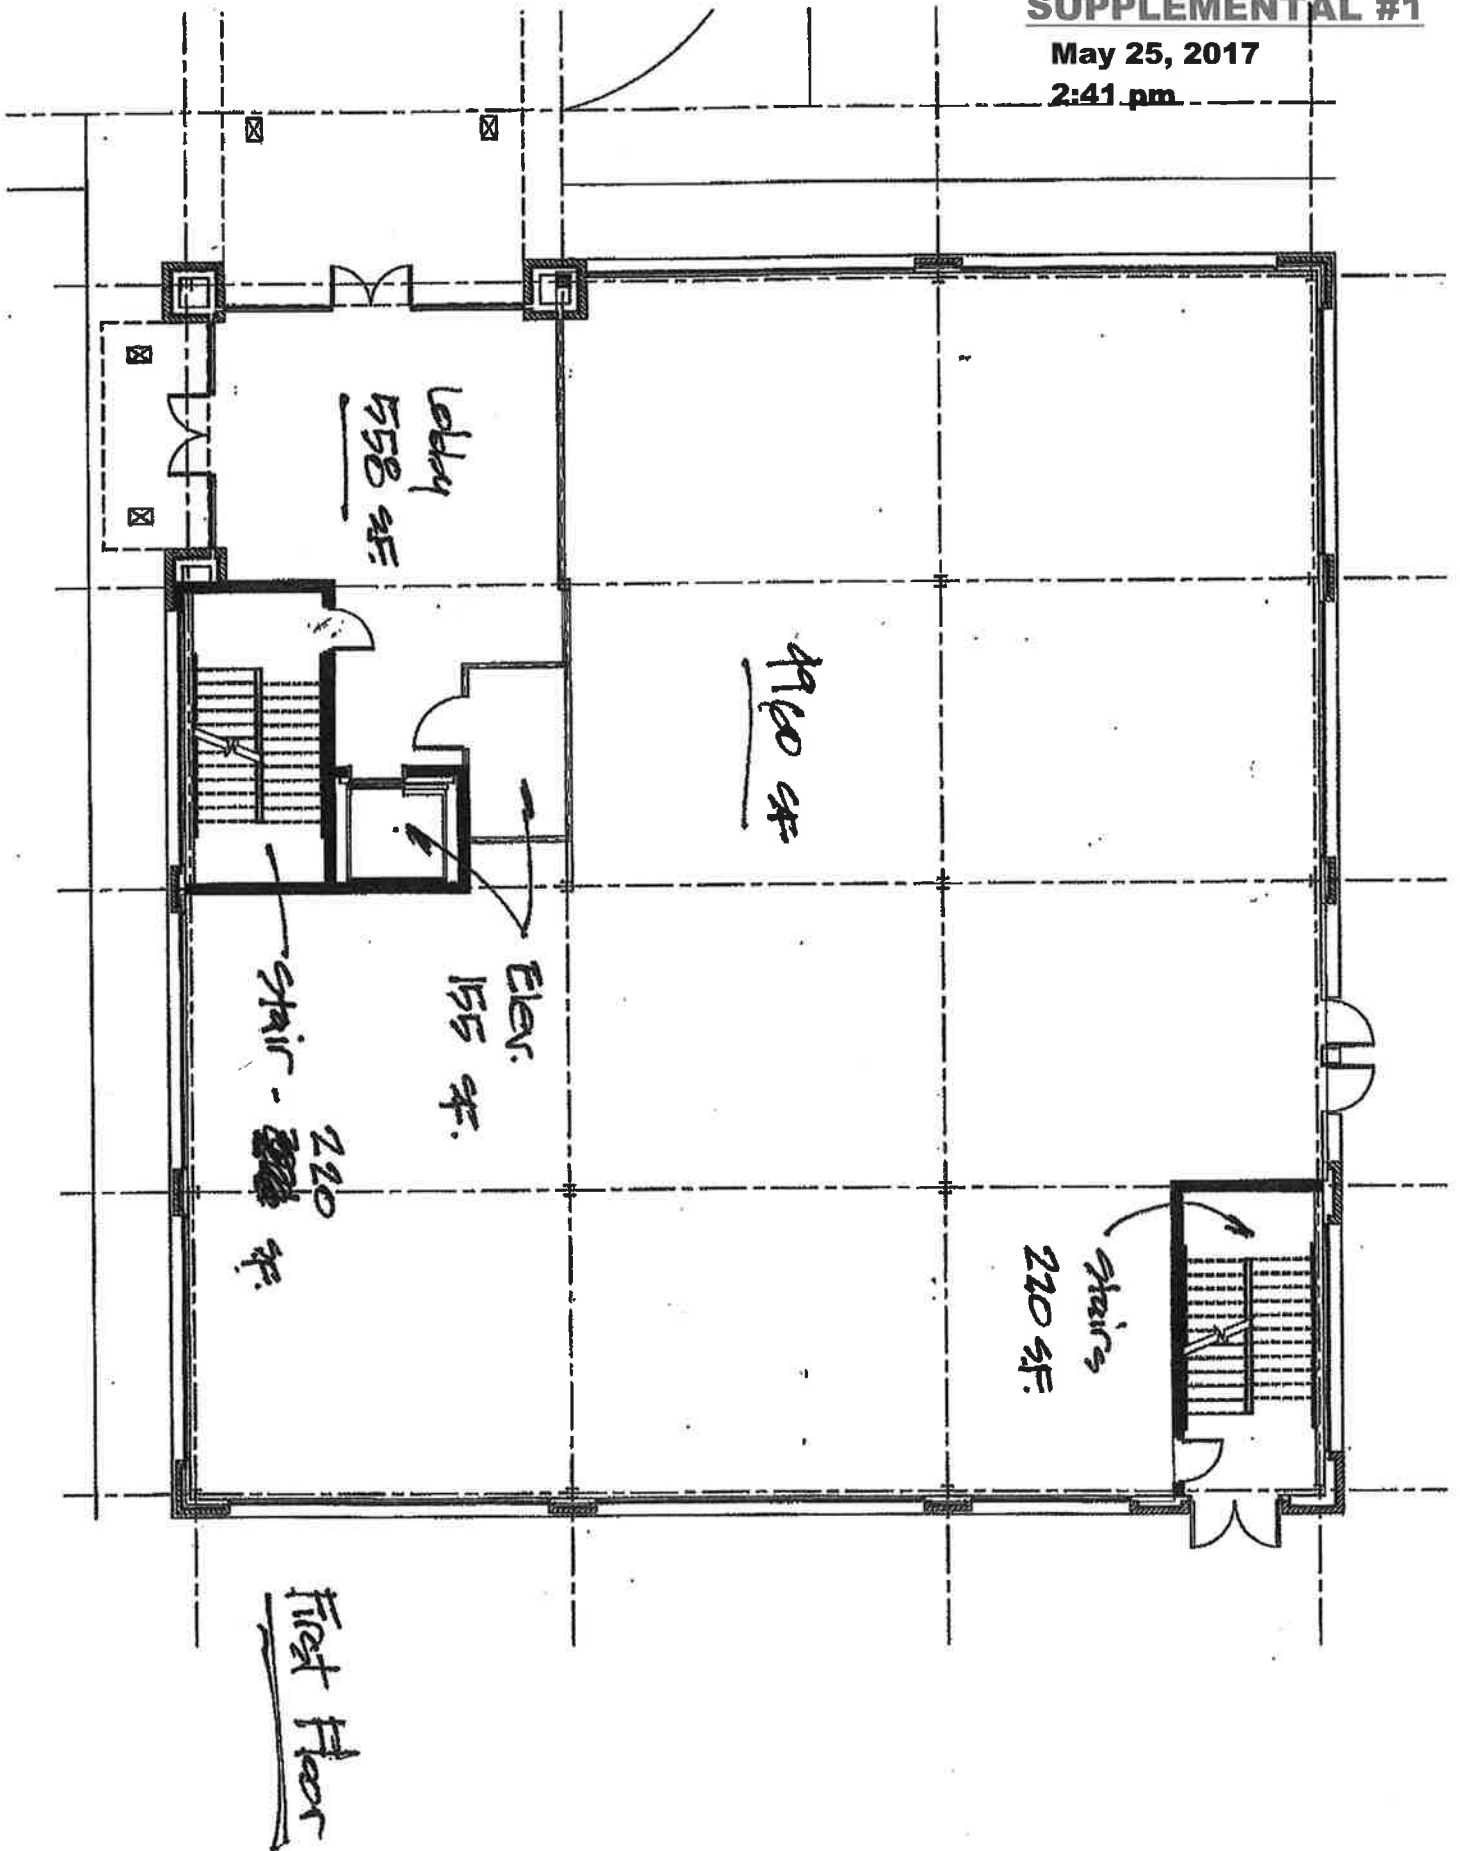 SUPPLEMENTAL #1
May 25, 2017
2:41 pm
Lobby
558 SF.
4960 SF
Elev.
155 SF.
Stair - 220 SF.
Stairs
220 SF.
First Floor